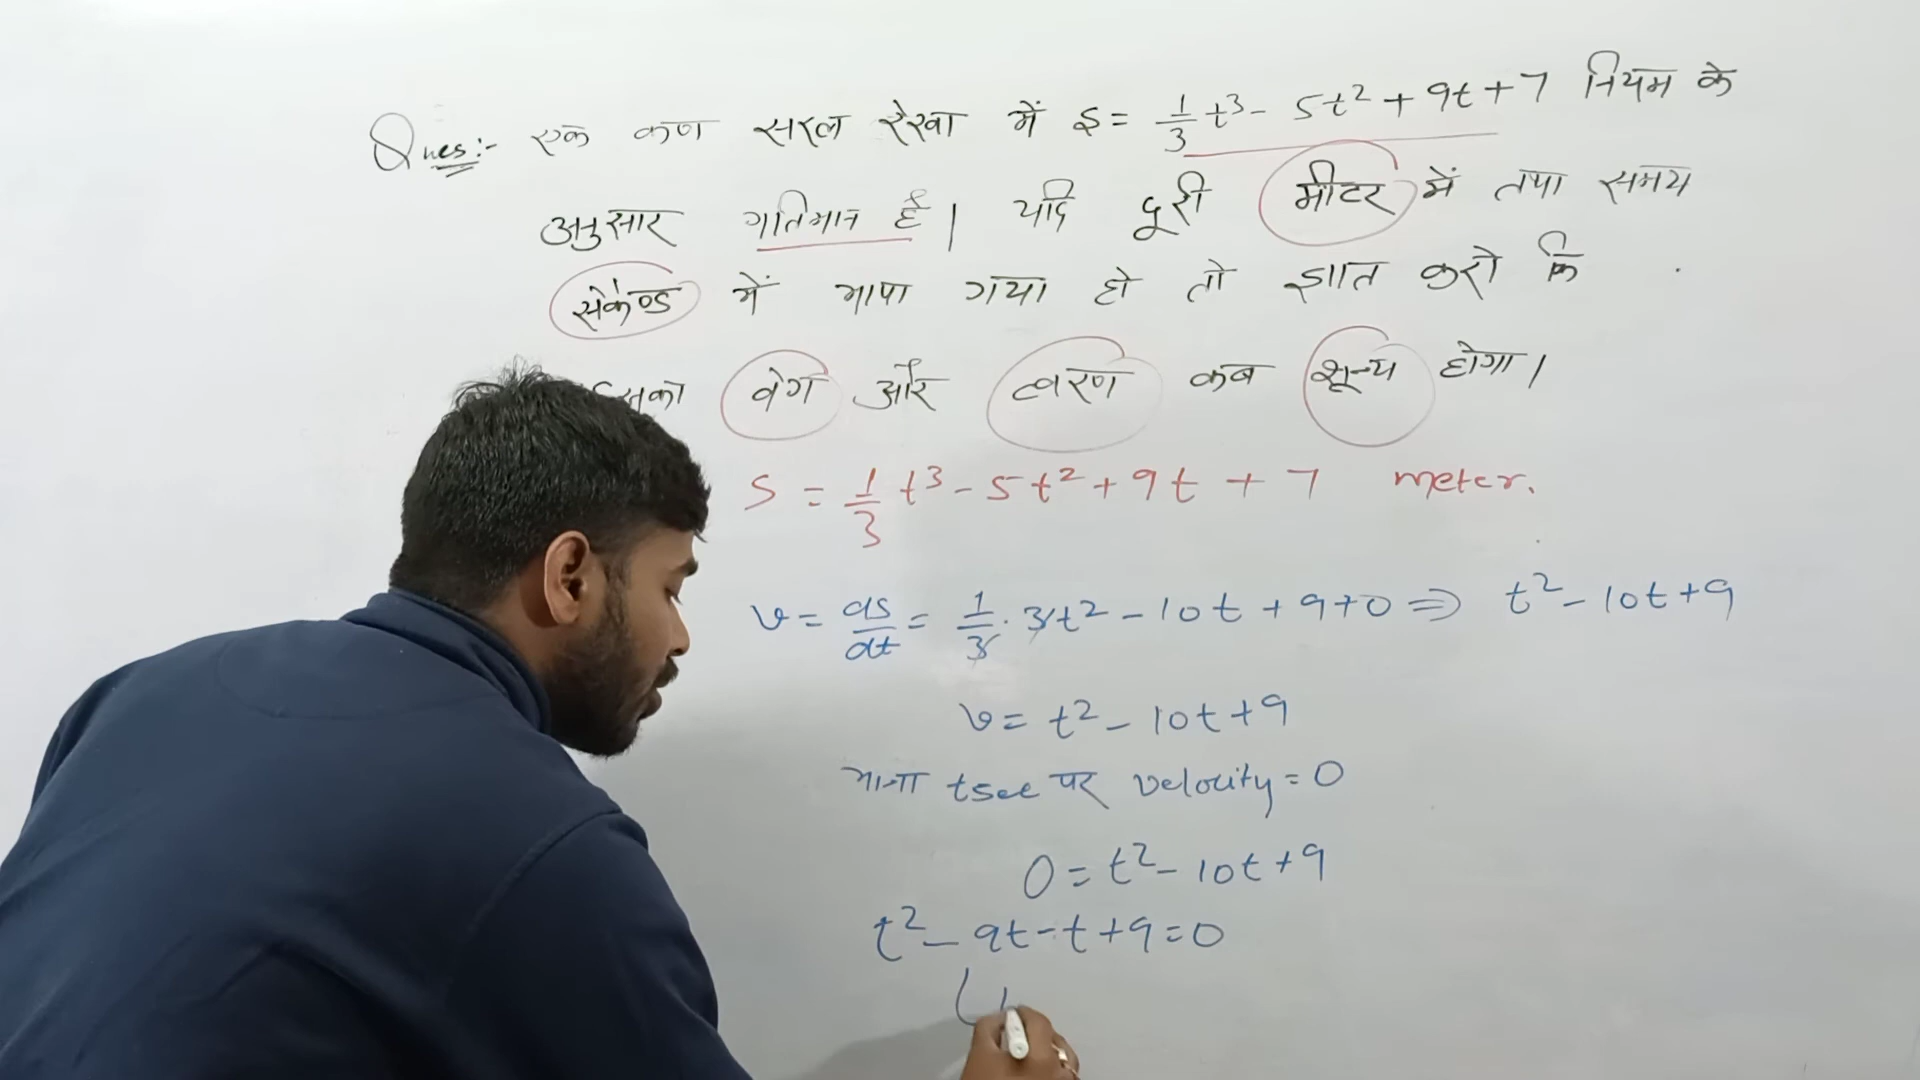 Ques:- एक कण सरल रेखा में s = 1/3 t³ - 5t² + 9t + 7 नियम के
अनुसार गतिमान है। यदि दूरी मीटर में तथा समय
सेकेण्ड में मापा गया हो तो ज्ञात करो कि
वेग और त्वरण कब शून्य होगा।
S = 1/3 t³ - 5t² + 9t + 7 meter.
v = ds/dt = 1/3 · 3t² - 10t + 9 + 0 ⇒ t² - 10t + 9
v = t² - 10t + 9
माना tsec पर velocity = 0
0 = t² - 10t + 9
t² - 9t - t + 9 = 0
(